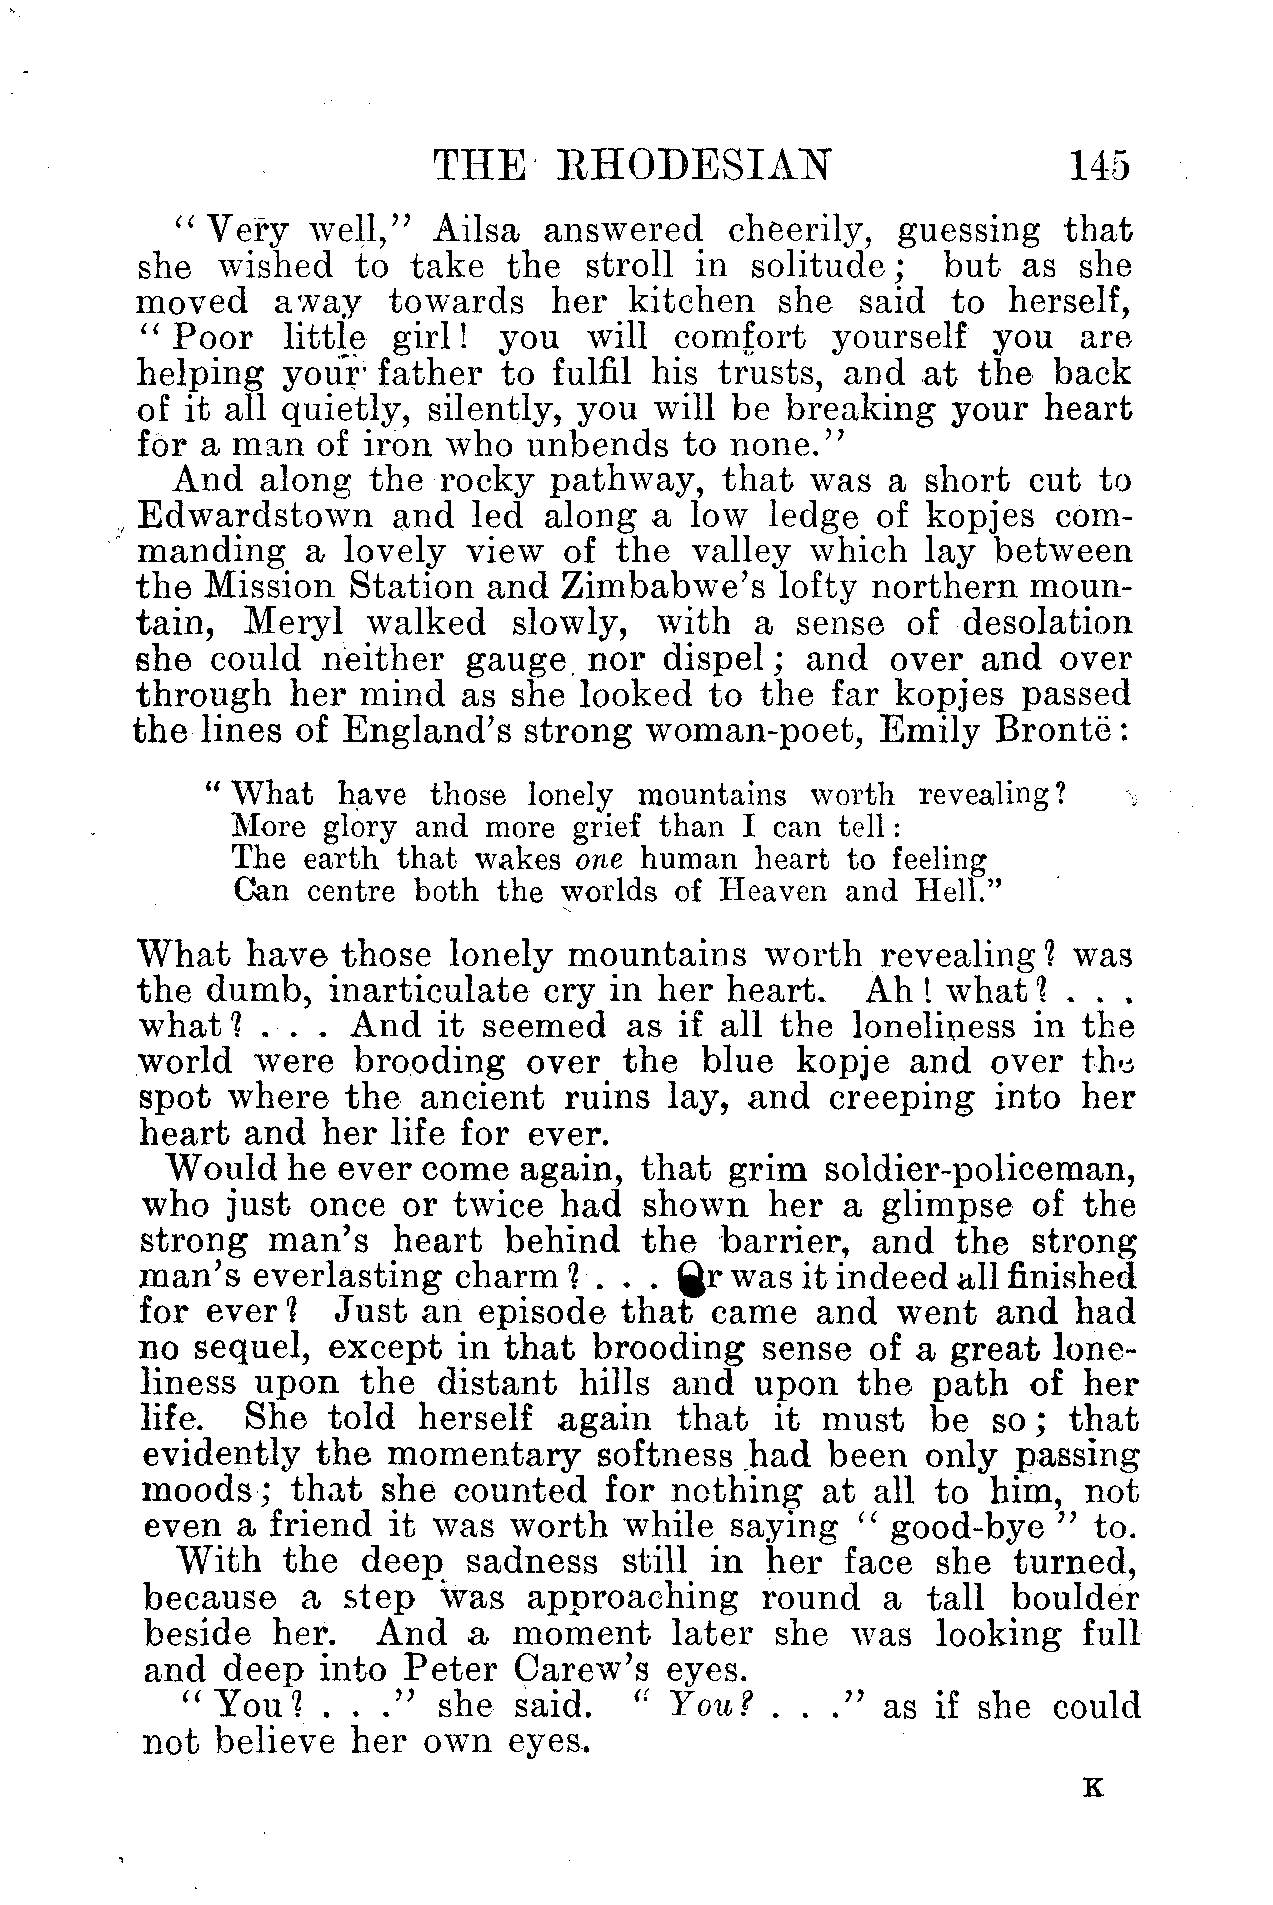 THE RHODESIAN 145
“ Very well,” Ailsa answered cheerily, guessing that
she wished to take the stroll in solitude ; but as she
moved away towards her kitchen she said to herself,
“ Poor little girl! you will comfort yourself you are
helping your father to fulfil his trusts, and at the back
of it all quietly, silently, you will be breaking your heart
for a man of iron who unbends to none.”
And along the rocky pathway, that was a short cut to
Edwardstown and led along a low ledge of kopjes com-
manding a lovely view of the valley which lay between
the Mission Station and Zimbabwe’s lofty northern moun-
tain, Meryl walked slowly, with a sense of desolation
she could neither gauge nor dispel ; and over and over
through her mind as she looked to the far kopjes passed
the lines of England’s strong woman-poet, Emily Brontë :
“ What have those lonely mountains worth revealing?
More glory and more grief than I can tell :
The earth that wakes one human heart to feeling
Can centre both the worlds of Heaven and Hell.”
What have those lonely mountains worth revealing? was
the dumb, inarticulate cry in her heart. Ah ! what? . . .
what? . . . And it seemed as if all the loneliness in the
world were brooding over the blue kopje and over the
spot where the ancient ruins lay, and creeping into her
heart and her life for ever.
Would he ever come again, that grim soldier-policeman,
who just once or twice had shown her a glimpse of the
strong man’s heart behind the barrier, and the strong
man’s everlasting charm ? . . . Or was it indeed all finished
for ever? Just an episode that came and went and had
no sequel, except in that brooding sense of a great lone-
liness upon the distant hills and upon the path of her
life. She told herself again that it must be so ; that
evidently the momentary softness had been only passing
moods ; that she counted for nothing at all to him, not
even a friend it was worth while saying “ good-bye ” to.
With the deep sadness still in her face she turned,
because a step was approaching round a tall boulder
beside her. And a moment later she was looking full
and deep into Peter Carew’s eyes.
“ You? . . .” she said. “ You? . . .” as if she could
not believe her own eyes.
K